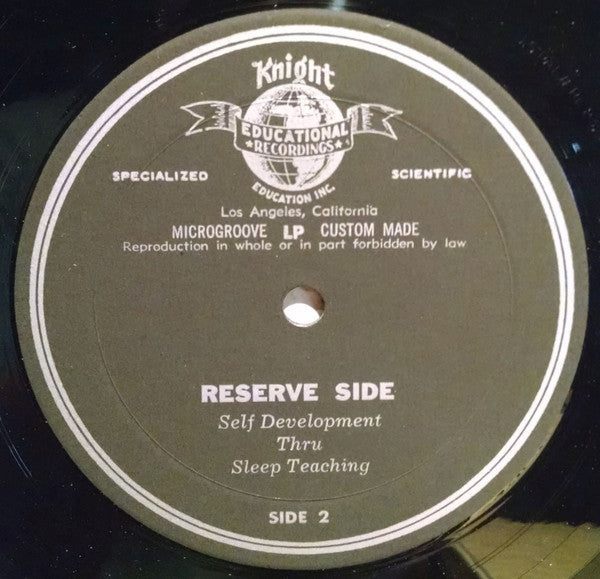 Knight
EDUCATIONAL
★ RECORDINGS ★
EDUCATION INC.
SPECIALIZED SCIENTIFIC
Los Angeles, California
MICROGROOVE LP CUSTOM MADE
Reproduction in whole or in part forbidden by law
RESERVE SIDE
Self Development
Thru
Sleep Teaching
SIDE 2